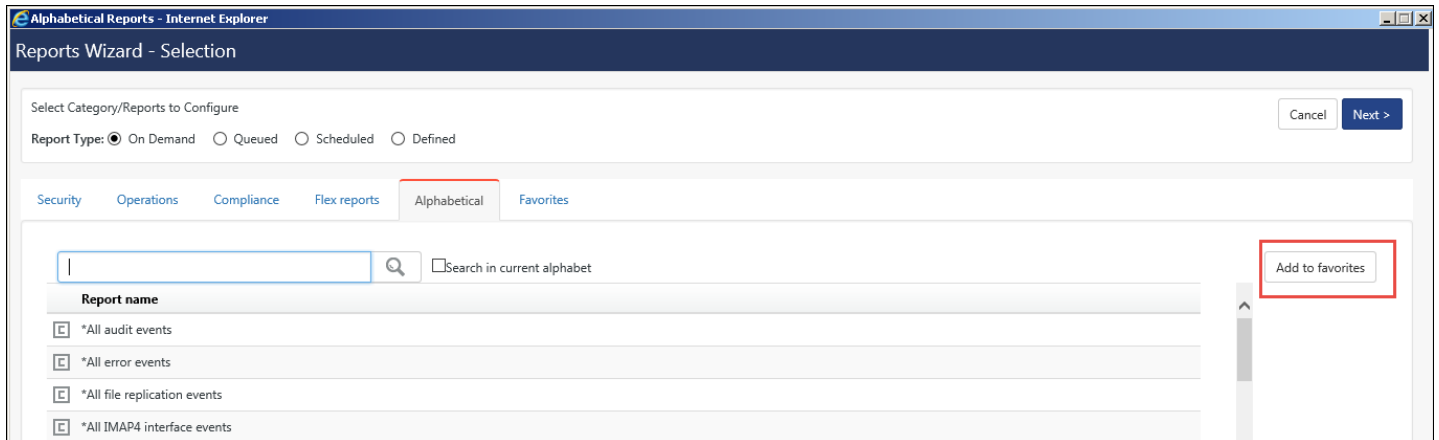 Alphabetical Reports - Internet Explorer
Reports Wizard - Selection
Select Category/Reports to Configure
Cancel Next >
Report Type: On Demand Queued Scheduled Defined
Security Operations Compliance Flex reports Alphabetical Favorites
Search in current alphabet Add to favorites
Report name
C *All audit events
C *All error events
C *All file replication events
C *All IMAP4 interface events